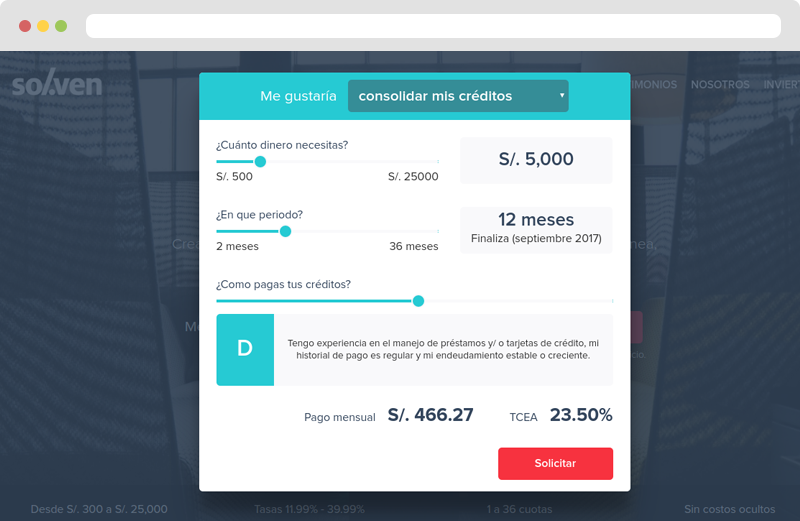 solven
TIMONIOS NOSOTROS INVIER
Me gustaría consolidar mis créditos
¿Cuánto dinero necesitas?
S/. 5,000
S/. 500 S/. 25000
¿En que periodo?
12 meses
Finaliza (septiembre 2017)
2 meses 36 meses
¿Como pagas tus créditos?
D
Tengo experiencia en el manejo de préstamos y/ o tarjetas de crédito, mi
historial de pago es regular y mi endeudamiento estable o creciente.
Pago mensual S/. 466.27 TCEA 23.50%
Solicitar
Desde S/. 300 a S/. 25,000 Tasas 11.99% - 39.99% 1 a 36 cuotas Sin costos ocultos